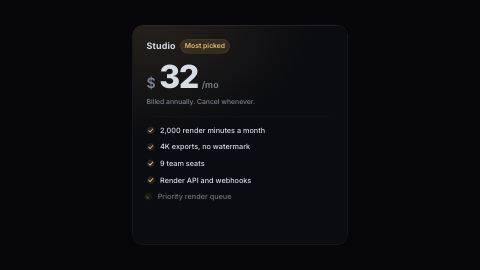 Studio Most picked
$ 32 /mo
Billed annually. Cancel whenever.
2,000 render minutes a month
4K exports, no watermark
9 team seats
Render API and webhooks
Priority render queue